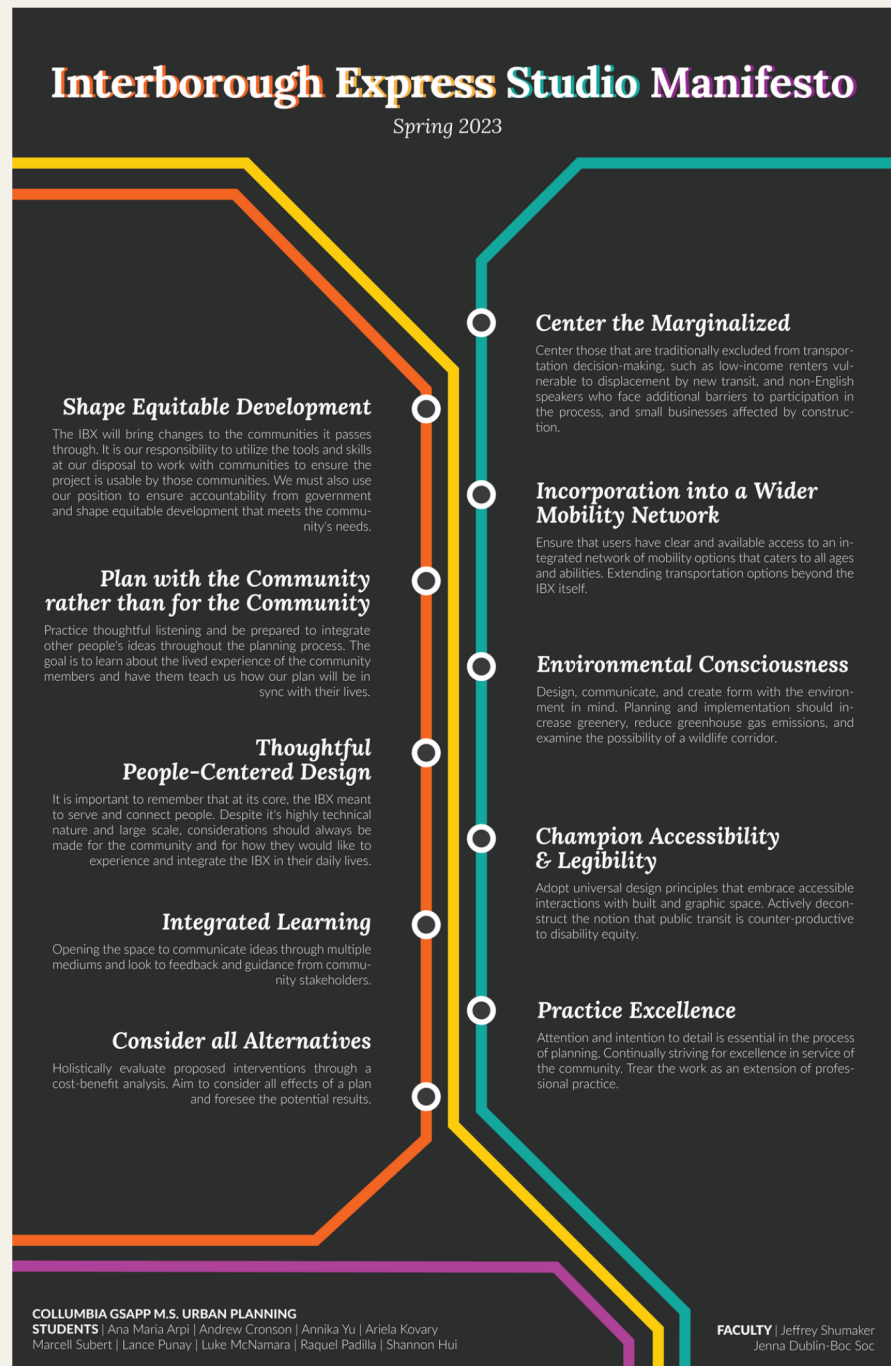 Interborough Express Studio Manifesto
Spring 2023
Shape Equitable Development
The IBX will bring changes to the communities it passes
through. It is our responsibility to utilize the tools and skills
at our disposal to work with communities to ensure the
project is usable by those communities. We must also use
our position to ensure accountability from government
and shape equitable development that meets the commu-
nity's needs.
Plan with the Community
rather than for the Community
Practice thoughtful listening and be prepared to integrate
other people's ideas throughout the planning process. The
goal is to learn about the lived experience of the community
members and have them teach us how our plan will be in
sync with their lives.
Thoughtful
People-Centered Design
It is important to remember that at its core, the IBX meant
to serve and connect people. Despite it's highly technical
nature and large scale, considerations should always be
made for the community and for how they would like to
experience and integrate the IBX in their daily lives.
Integrated Learning
Opening the space to communicate ideas through multiple
mediums and look to feedback and guidance from commu-
nity stakeholders.
Consider all Alternatives
Holistically evaluate proposed interventions through a
cost-benefit analysis. Aim to consider all effects of a plan
and foresee the potential results.
Center the Marginalized
Center those that are traditionally excluded from transpor-
tation decision-making, such as low-income renters vul-
nerable to displacement by new transit, and non-English
speakers who face additional barriers to participation in
the process, and small businesses affected by construc-
tion.
Incorporation into a Wider
Mobility Network
Ensure that users have clear and available access to an in-
tegrated network of mobility options that caters to all ages
and abilities. Extending transportation options beyond the
IBX itself.
Environmental Consciousness
Design, communicate, and create form with the environ-
ment in mind. Planning and implementation should in-
crease greenery, reduce greenhouse gas emissions, and
examine the possibility of a wildlife corridor.
Champion Accessibility
& Legibility
Adopt universal design principles that embrace accessible
interactions with built and graphic space. Actively decon-
struct the notion that public transit is counter-productive
to disability equity.
Practice Excellence
Attention and intention to detail is essential in the process
of planning. Continually striving for excellence in service of
the community. Trear the work as an extension of profes-
sional practice.
COLLUMBIA GSAPP M.S. URBAN PLANNING
STUDENTS | Ana Maria Arpi | Andrew Cronson | Annika Yu | Ariela Kovary
Marcell Subert | Lance Punay | Luke McNamara | Raquel Padilla | Shannon Hui
FACULTY | Jeffrey Shumaker
Jenna Dublin-Boc Soc